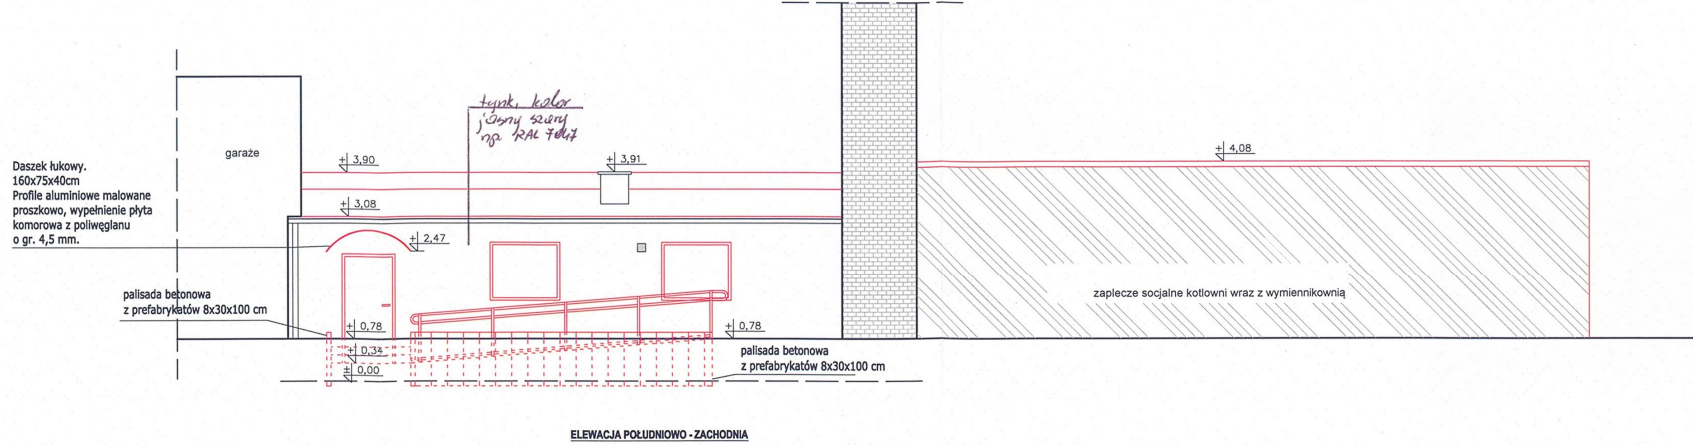 garaże
tynk, kolor
jasny szary
np RAL 7047
+ 3,90
+ 3,91
+ 4,08
Daszek łukowy.
160x75x40cm
Profile aluminiowe malowane
proszkowo, wypełnienie płyta
komorowa z poliwęglanu
o gr. 4,5 mm.
+ 3,08
+ 2,47
palisada betonowa
z prefabrykatów 8x30x100 cm
zaplecze socjalne kotłowni wraz z wymiennikownią
+ 0,78
+ 0,78
+ 0,34
± 0,00
palisada betonowa
z prefabrykatów 8x30x100 cm
ELEWACJA POŁUDNIOWO - ZACHODNIA